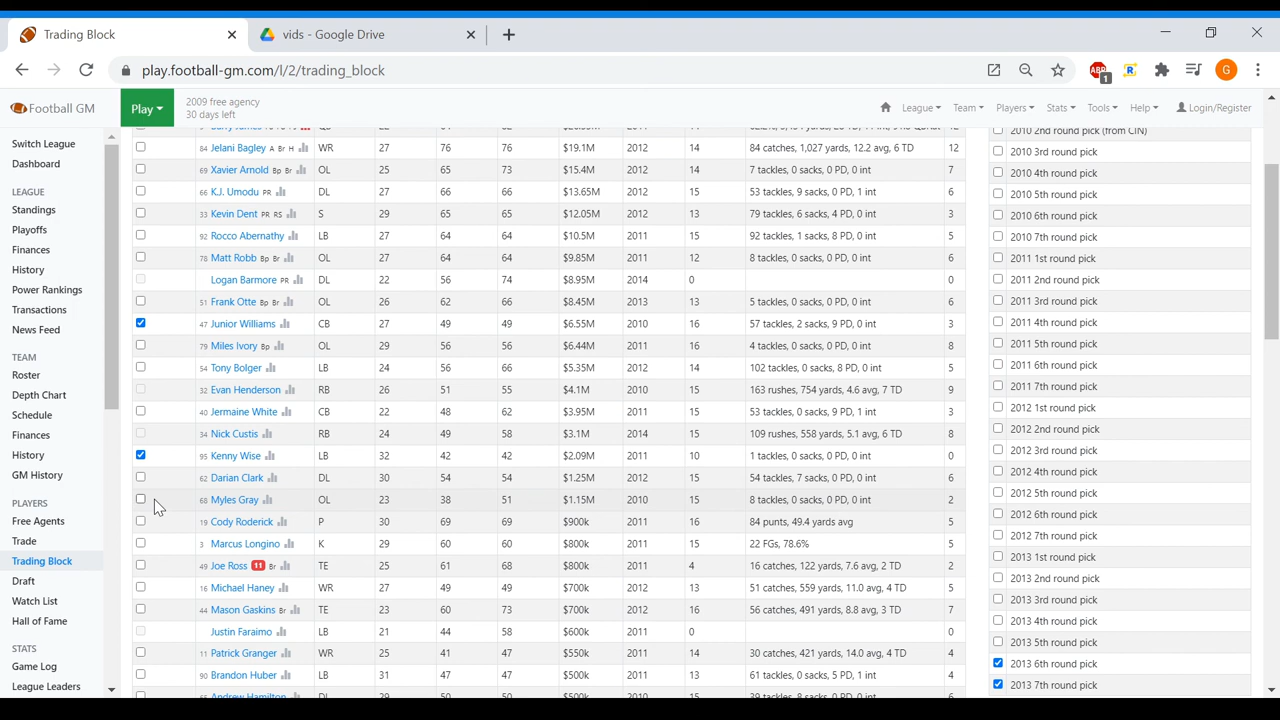 Trading Block
vids - Google Drive
play.football-gm.com/l/2/trading_block
ABP
1
R
G
Football GM
Play
2009 free agency
30 days left
League
Team
Players
Stats
Tools
Help
Login/Register
Switch League
Dashboard
LEAGUE
Standings
Playoffs
Finances
History
Power Rankings
Transactions
News Feed
TEAM
Roster
Depth Chart
Schedule
Finances
History
GM History
PLAYERS
Free Agents
Trade
Trading Block
Draft
Watch List
Hall of Fame
STATS
Game Log
League Leaders
84 Jelani Bagley A Br H WR 27 76 76 $19.1M 2012 14 84 catches, 1,027 yards, 12.2 avg, 6 TD 12
69 Xavier Arnold Bp Br OL 25 65 73 $15.4M 2012 14 7 tackles, 0 sacks, 0 PD, 0 int 6
66 K.J. Umodu PR DL 27 66 66 $13.65M 2012 15 53 tackles, 9 sacks, 0 PD, 1 int 6
33 Kevin Dent PR RS S 29 65 65 $12.05M 2012 13 79 tackles, 6 sacks, 4 PD, 0 int 3
92 Rocco Abernathy LB 27 64 64 $10.5M 2011 15 92 tackles, 1 sacks, 8 PD, 0 int 5
78 Matt Robb Bp Br OL 27 64 64 $9.85M 2011 12 8 tackles, 0 sacks, 0 PD, 0 int 6
Logan Barmore PR DL 22 56 74 $8.95M 2014 0 0
51 Frank Otte Bp Br OL 26 62 66 $8.45M 2013 13 5 tackles, 0 sacks, 0 PD, 0 int 6
47 Junior Williams CB 27 49 49 $6.55M 2010 16 57 tackles, 2 sacks, 9 PD, 0 int 3
79 Miles Ivory Bp OL 29 56 56 $6.44M 2011 16 4 tackles, 0 sacks, 0 PD, 0 int 8
54 Tony Bolger LB 24 56 66 $5.35M 2012 14 102 tackles, 0 sacks, 8 PD, 0 int 5
32 Evan Henderson RB 26 51 55 $4.1M 2010 15 163 rushes, 754 yards, 4.6 avg, 7 TD 9
40 Jermaine White CB 22 48 62 $3.95M 2011 15 53 tackles, 0 sacks, 9 PD, 1 int 3
34 Nick Custis RB 24 49 58 $3.1M 2014 15 109 rushes, 558 yards, 5.1 avg, 6 TD 8
95 Kenny Wise LB 32 42 42 $2.09M 2011 10 1 tackles, 0 sacks, 0 PD, 0 int 0
62 Darian Clark DL 30 54 54 $1.25M 2011 15 54 tackles, 7 sacks, 0 PD, 0 int 6
68 Myles Gray OL 23 38 51 $1.15M 2010 15 8 tackles, 0 sacks, 0 PD, 0 int 2
19 Cody Roderick P 30 69 69 $900k 2011 16 84 punts, 49.4 yards avg 5
3 Marcus Longino K 29 60 60 $800k 2011 15 22 FGs, 78.6% 5
49 Joe Ross 11 Br TE 25 61 68 $800k 2011 4 16 catches, 122 yards, 7.6 avg, 2 TD 2
16 Michael Haney WR 27 49 49 $700k 2012 13 51 catches, 559 yards, 11.0 avg, 4 TD 5
44 Mason Gaskins Br TE 23 60 73 $700k 2012 16 56 catches, 491 yards, 8.8 avg, 3 TD 7
Justin Faraimo LB 21 44 58 $600k 2011 0 0
11 Patrick Granger WR 25 41 47 $550k 2011 14 30 catches, 421 yards, 14.0 avg, 4 TD 4
90 Brandon Huber LB 31 47 47 $550k 2011 13 61 tackles, 0 sacks, 5 PD, 1 int 4
Andrew Hamilton DL 29 50 50 $500k 2010 15
2010 2nd round pick (from CIN)
2010 3rd round pick
2010 4th round pick
2010 5th round pick
2010 6th round pick
2010 7th round pick
2011 1st round pick
2011 2nd round pick
2011 3rd round pick
2011 4th round pick
2011 5th round pick
2011 6th round pick
2011 7th round pick
2012 1st round pick
2012 2nd round pick
2012 3rd round pick
2012 4th round pick
2012 5th round pick
2012 6th round pick
2012 7th round pick
2013 1st round pick
2013 2nd round pick
2013 3rd round pick
2013 4th round pick
2013 5th round pick
2013 6th round pick
2013 7th round pick